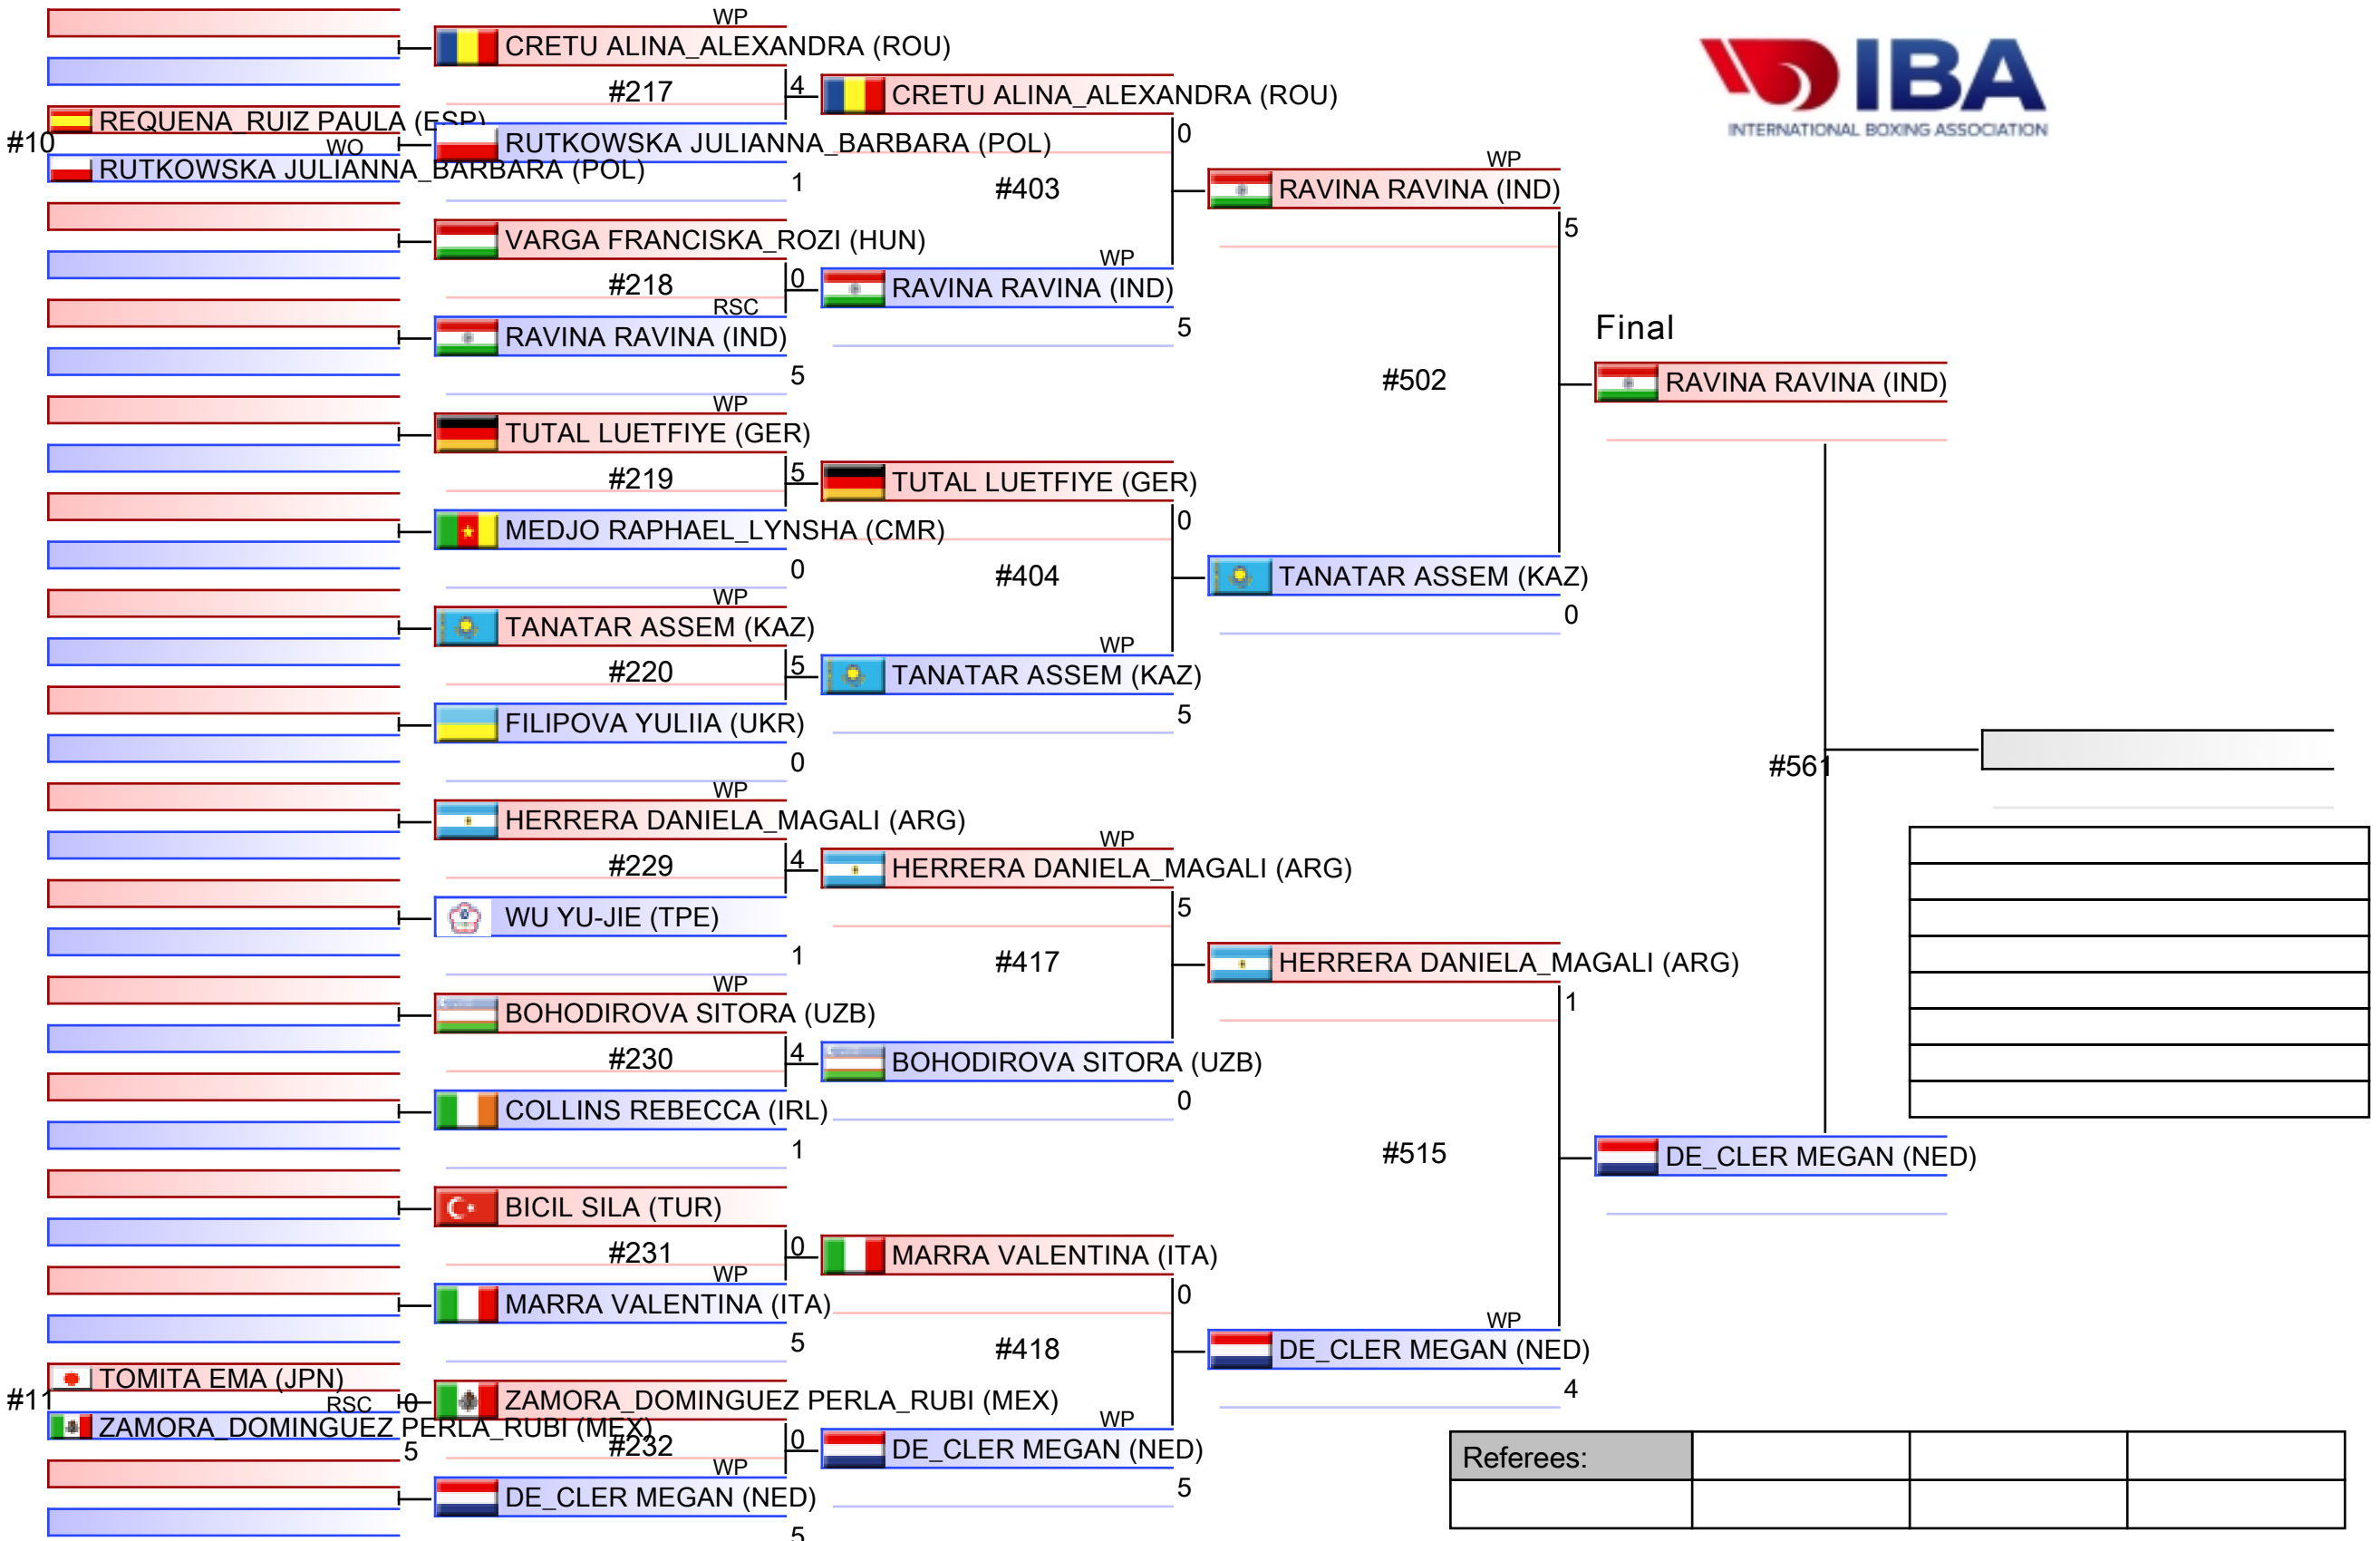 WP
CRETU ALINA_ALEXANDRA (ROU)
IBA
INTERNATIONAL BOXING ASSOCIATION
#217
4
CRETU ALINA_ALEXANDRA (ROU)
REQUENA_RUIZ PAULA (ESP)
0
#10
WO
RUTKOWSKA JULIANNA_BARBARA (POL)
RUTKOWSKA JULIANNA_BARBARA (POL)
1
#403
WP
RAVINA RAVINA (IND)
5
VARGA FRANCISKA_ROZI (HUN)
WP
#218
0
RAVINA RAVINA (IND)
RSC
RAVINA RAVINA (IND)
5
Final
5
#502
RAVINA RAVINA (IND)
WP
TUTAL LUETFIYE (GER)
#219
5
TUTAL LUETFIYE (GER)
0
MEDJO RAPHAEL_LYNSHA (CMR)
0
#404
TANATAR ASSEM (KAZ)
0
WP
TANATAR ASSEM (KAZ)
WP
#220
5
TANATAR ASSEM (KAZ)
5
FILIPOVA YULIIA (UKR)
0
#561
WP
HERRERA DANIELA_MAGALI (ARG)
WP
#229
4
HERRERA DANIELA_MAGALI (ARG)
5
WU YU-JIE (TPE)
1
#417
HERRERA DANIELA_MAGALI (ARG)
1
WP
BOHODIROVA SITORA (UZB)
#230
4
BOHODIROVA SITORA (UZB)
0
COLLINS REBECCA (IRL)
1
#515
DE_CLER MEGAN (NED)
BICIL SILA (TUR)
#231
0
MARRA VALENTINA (ITA)
0
WP
MARRA VALENTINA (ITA)
5
#418
WP
DE_CLER MEGAN (NED)
4
TOMITA EMA (JPN)
#11
RSC
0
ZAMORA_DOMINGUEZ PERLA_RUBI (MEX)
ZAMORA_DOMINGUEZ PERLA_RUBI (MEX)
5
WP
#232
0
DE_CLER MEGAN (NED)
5
WP
DE_CLER MEGAN (NED)
5
Referees: